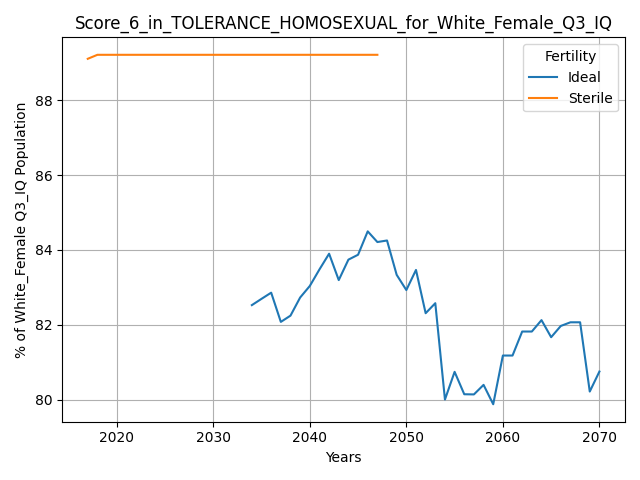 Score_6_in_TOLERANCE_HOMOSEXUAL_for_White_Female_Q3_IQ
Fertility
Ideal
Sterile
% of White_Female Q3_IQ Population
88
86
84
82
80
2020 2030 2040 2050 2060 2070
Years